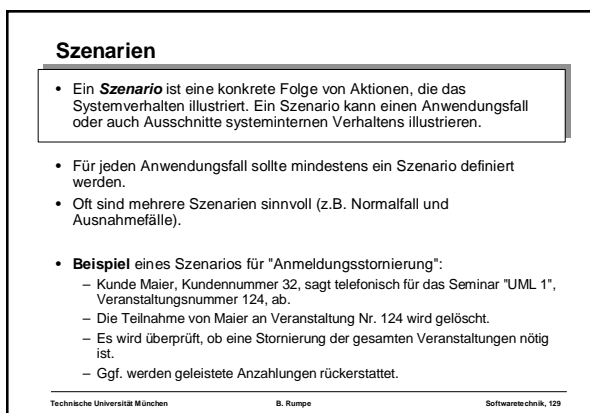 Szenarien
• Ein Szenario ist eine konkrete Folge von Aktionen, die das
Systemverhalten illustriert. Ein Szenario kann einen Anwendungsfall
oder auch Ausschnitte systeminternen Verhaltens illustrieren.
• Für jeden Anwendungsfall sollte mindestens ein Szenario definiert
werden.
• Oft sind mehrere Szenarien sinnvoll (z.B. Normalfall und
Ausnahmefälle).
• Beispiel eines Szenarios für "Anmeldungsstornierung":
– Kunde Maier, Kundennummer 32, sagt telefonisch für das Seminar "UML 1",
Veranstaltungsnummer 124, ab.
– Die Teilnahme von Maier an Veranstaltung Nr. 124 wird gelöscht.
– Es wird überprüft, ob eine Stornierung der gesamten Veranstaltungen nötig
ist.
– Ggf. werden geleistete Anzahlungen rückerstattet.
Technische Universität München B. Rumpe Softwaretechnik, 129